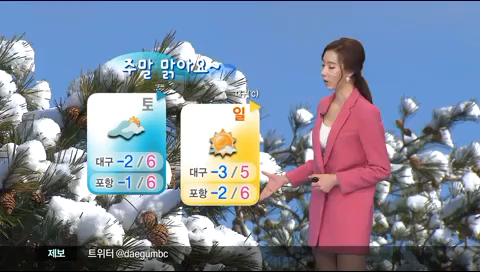 주말 맑아요~
토
대구 -2 / 6
포항 -1 / 6
일
대구 -3 / 5
포항 -2 / 6
제보 트위터 @daegumbc